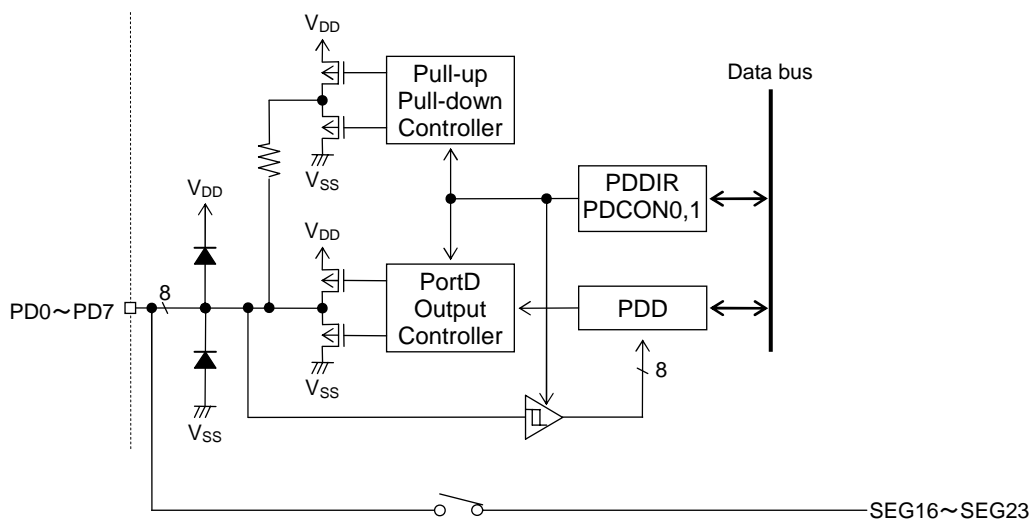 VDD
Pull-up
Pull-down
Controller
Data bus
VSS
PDDIR
PDCON0,1
VDD
VDD
PD0～PD7
8
PortD
Output
Controller
PDD
VSS
8
VSS
SEG16～SEG23